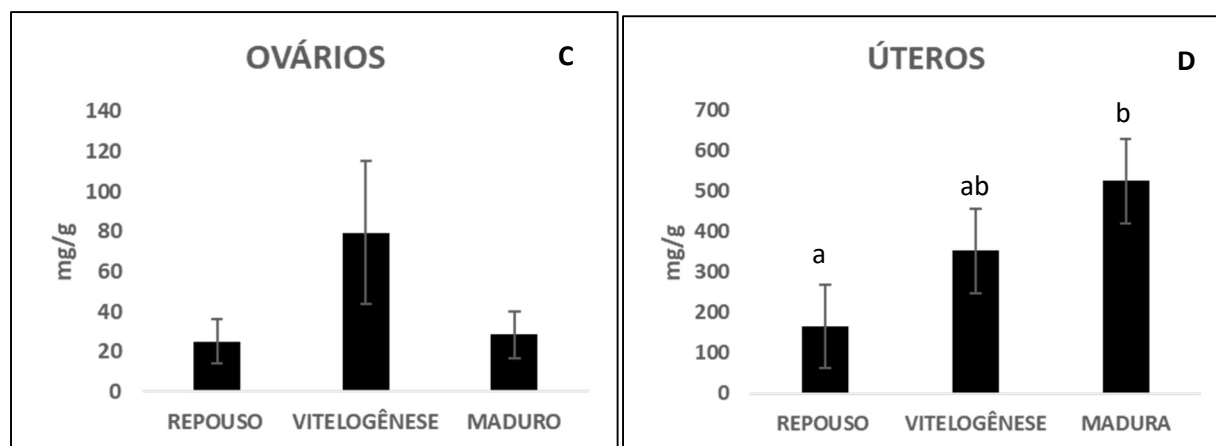 OVÁRIOS
C
140
120
100
80
60
40
20
0
mg/g
REPOUSO VITELOGÊNESE MADURO
ÚTEROS
D
700
600
500
400
300
200
100
0
mg/g
a
ab
b
REPOUSO VITELOGÊNESE MADURA